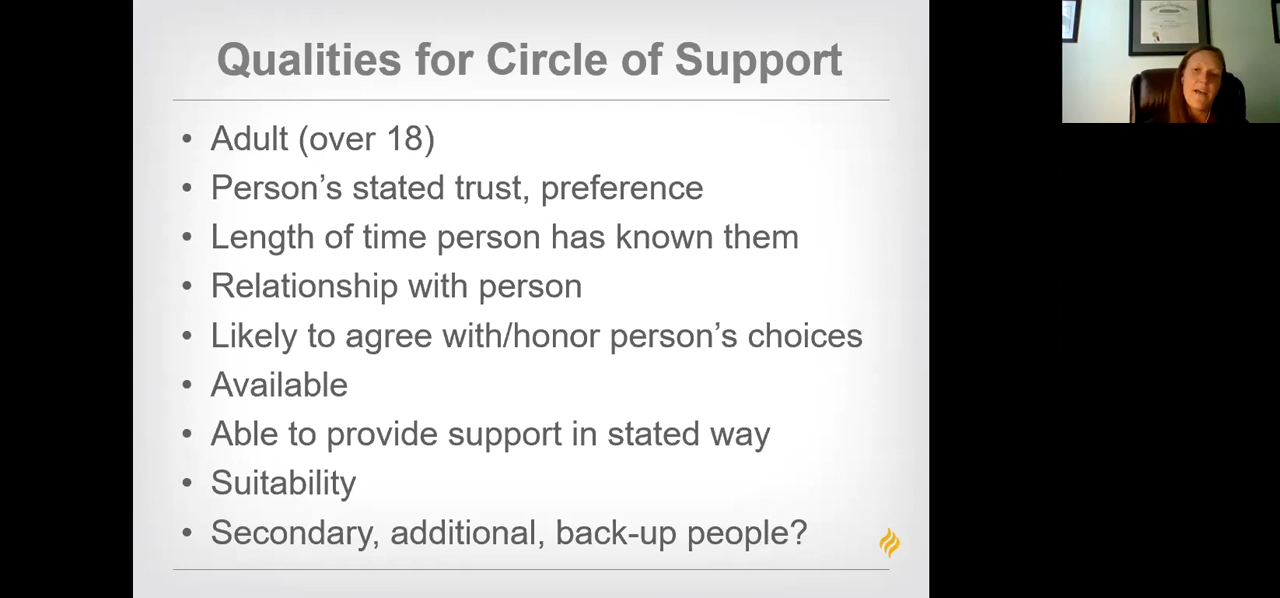 Qualities for Circle of Support
• Adult (over 18)
• Person’s stated trust, preference
• Length of time person has known them
• Relationship with person
• Likely to agree with/honor person’s choices
• Available
• Able to provide support in stated way
• Suitability
• Secondary, additional, back-up people?